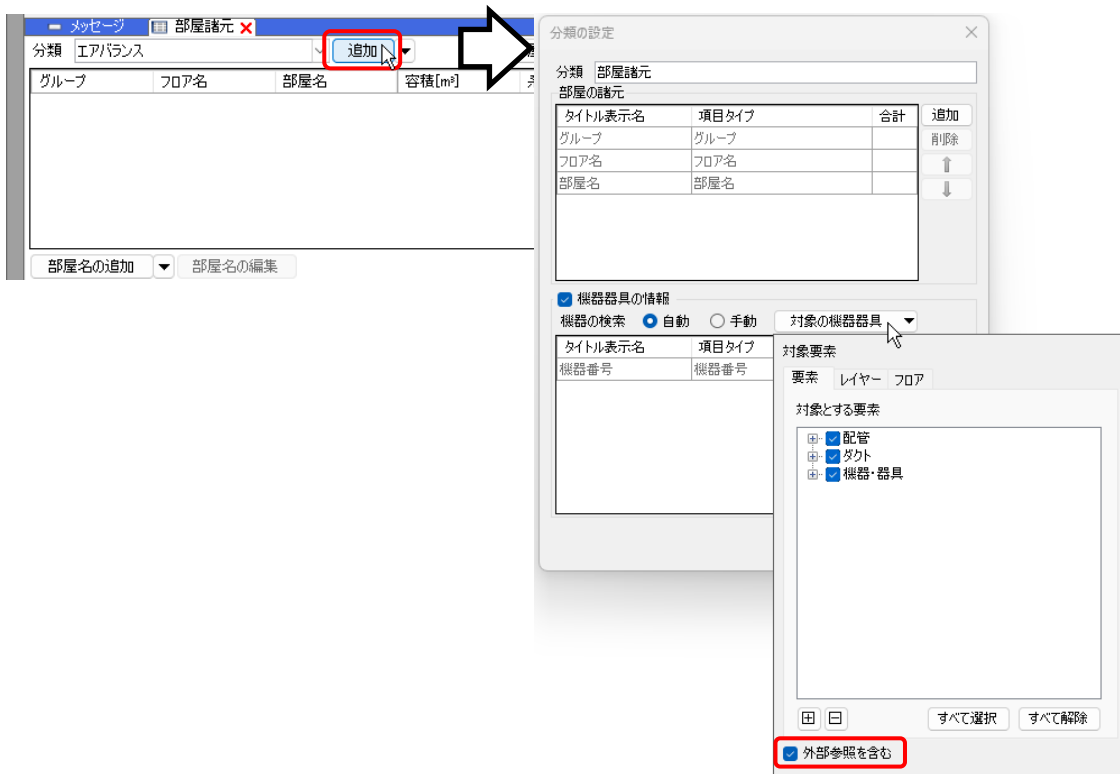 メッセージ 部屋諸元
分類 エアバランス 追加
グループ フロア名 部屋名 容積[m³]
部屋名の追加 部屋名の編集
分類の設定
分類 部屋諸元
部屋の諸元
タイトル表示名 項目タイプ 合計 追加
グループ グループ 削除
フロア名 フロア名
部屋名 部屋名
機器器具の情報
機器の検索 自動 手動 対象の機器器具
タイトル表示名 項目タイプ
機器番号 機器番号
対象要素
要素 レイヤー フロア
対象とする要素
配管
ダクト
機器・器具
すべて選択 すべて解除
外部参照を含む